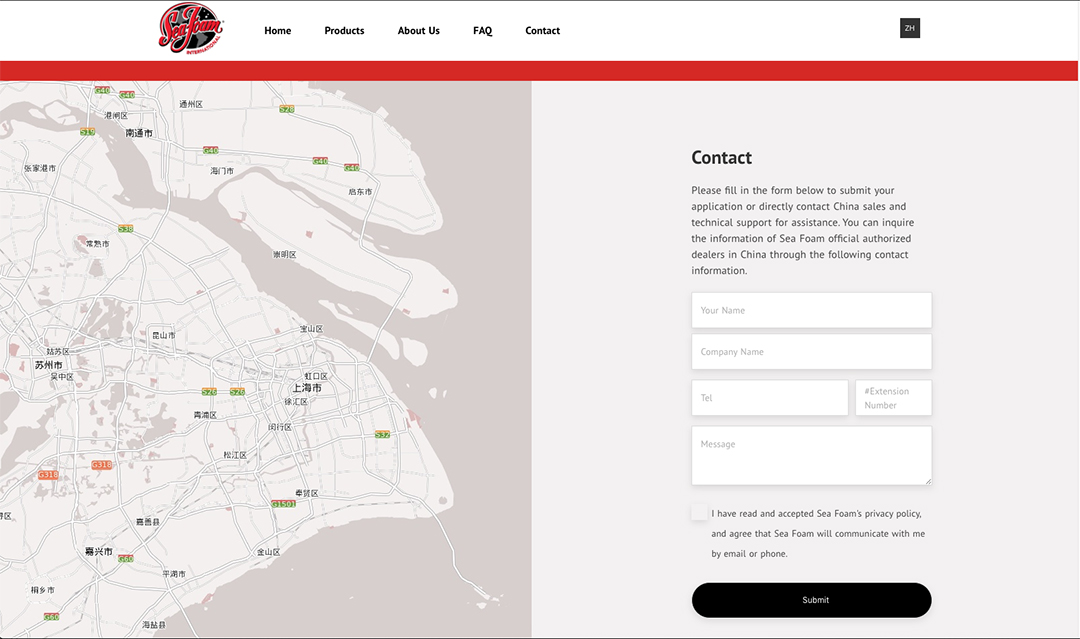 Sea Foam
INTERNATIONAL
Home
Products
About Us
FAQ
Contact
ZH
G40
G40
通州区
S28
港闸区
S19
南通市
G40
G40
G40
张家港市
海门市
启东市
S38
常熟市
崇明区
宝山区
昆山市
姑苏区
苏州市
吴中区
虹口区
上海市
S26
S26
徐汇区
青浦区
闵行区
S32
松江区
G318
G318
奉贤区
G1501
嘉善县
嘉兴市
金山区
G60
平湖市
桐乡市
G60
海盐县
Contact
Please fill in the form below to submit your
application or directly contact China sales and
technical support for assistance. You can inquire
the information of Sea Foam official authorized
dealers in China through the following contact
information.
Your Name
Company Name
Tel
#Extension
Number
Message
I have read and accepted Sea Foam's privacy policy,
and agree that Sea Foam will communicate with me
by email or phone.
Submit